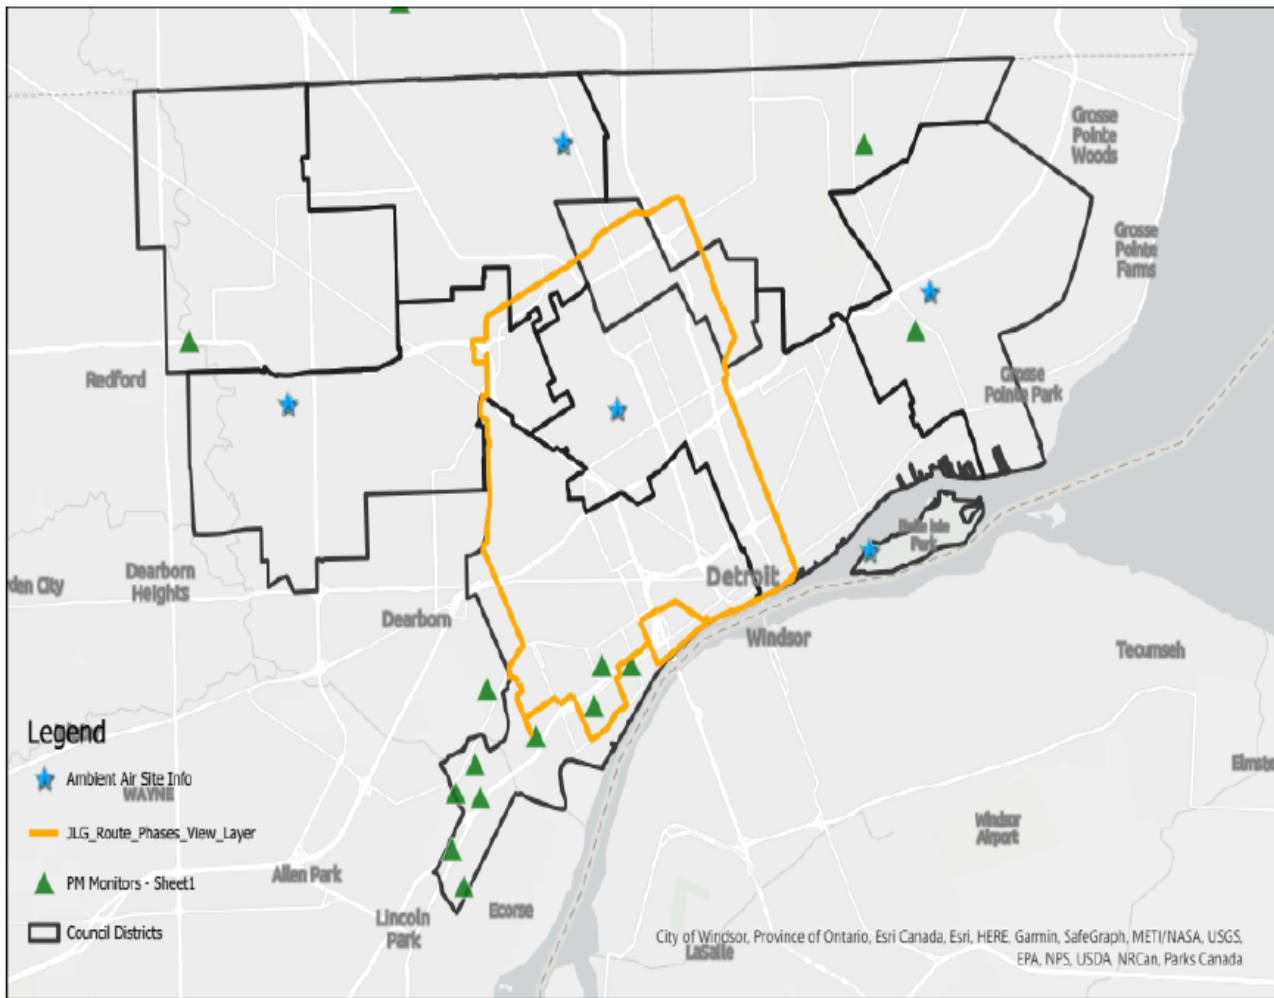 Grosse
Pointe
Woods
Grosse
Pointe
Farms
Redford
Grosse
Pointe Park
Belle Isle
Park
den City
Dearborn
Heights
Detroit
Dearborn
Windsor
Tecumseh
Legend
Ambient Air Site Info
WAYNE
Elmste
JLG_Route_Phases_View_Layer
Windsor
Airport
Allen Park
PM Monitors - Sheet1
Lincoln
Park
Ecorse
Council Districts
LaSalle
City of Windsor, Province of Ontario, Esri Canada, Esri, HERE, Garmin, SafeGraph, METI/NASA, USGS,
EPA, NPS, USDA, NRCan, Parks Canada